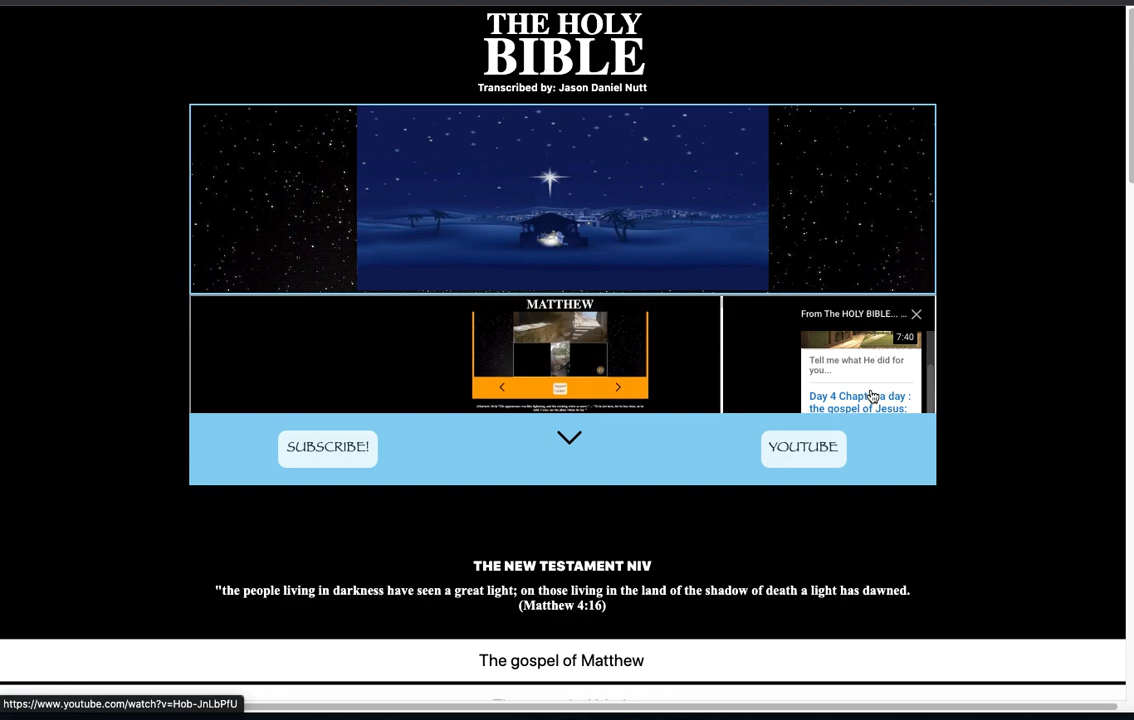 THE HOLY
BIBLE
Transcribed by: Jason Daniel Nutt
MATTHEW
From The HOLY BIBLE... ...
7:40
Tell me what He did for
you...
Day 4 Chapt a day :
the gospel of Jesus:
SUBSCRIBE!
YOUTUBE
THE NEW TESTAMENT NIV
"the people living in darkness have seen a great light; on those living in the land of the shadow of death a light has dawned.
(Matthew 4:16)
The gospel of Matthew
https://www.youtube.com/watch?v=Hob-JnLbPfU